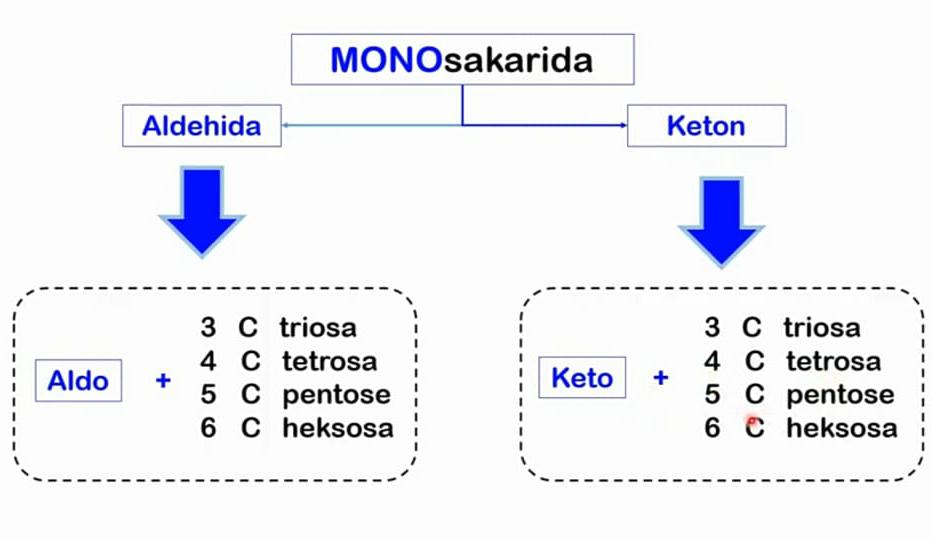 MONOsakarida
Aldehida
Keton
Aldo
+
3 C triosa
4 C tetrosa
5 C pentose
6 C heksosa
Keto
+
3 C triosa
4 C tetrosa
5 C pentose
6 C heksosa